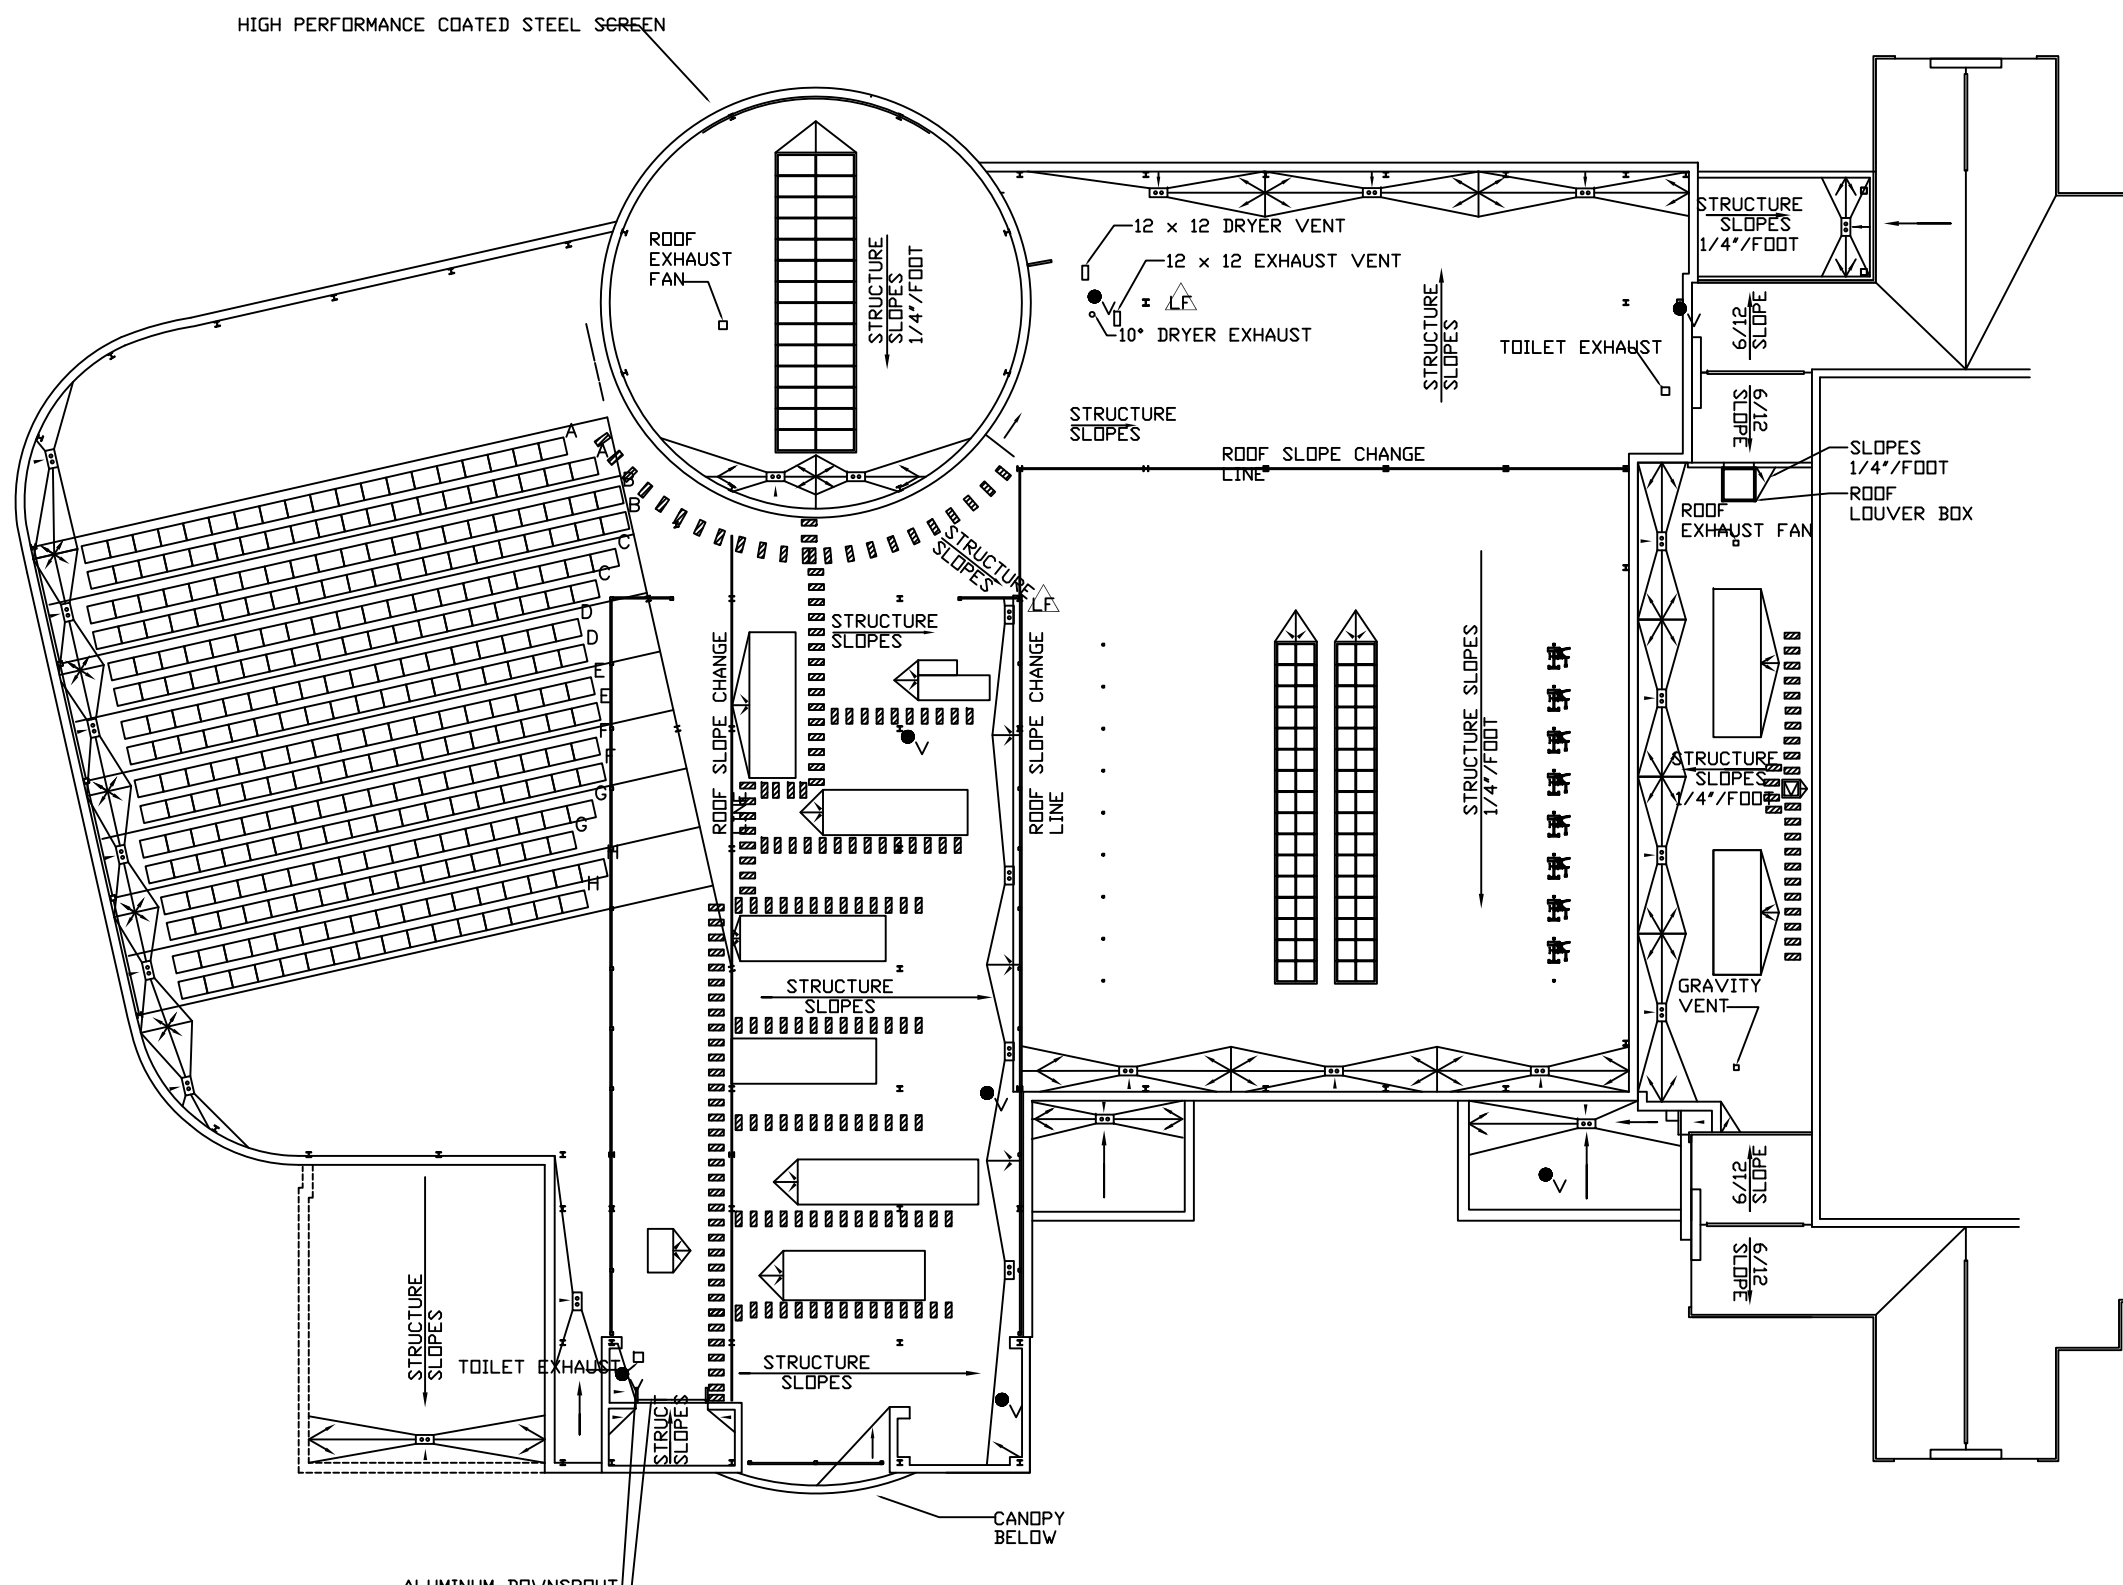 HIGH PERFORMANCE COATED STEEL SCREEN
ROOF
EXHAUST
FAN
STRUCTURE
SLOPES
1/4"/FOOT
12 x 12 DRYER VENT
12 x 12 EXHAUST VENT
LF
10" DRYER EXHAUST
STRUCTURE
SLOPES
TOILET EXHAUST
STRUCTURE
SLOPES
1/4"/FOOT
6/12
SLOPE
6/12
SLOPE
STRUCTURE
SLOPES
ROOF SLOPE CHANGE
LINE
SLOPES
1/4"/FOOT
ROOF
LOUVER BOX
ROOF
EXHAUST FAN
A
A
B
B
C
C
D
D
E
E
F
F
G
G
H
H
STRUCTURE
SLOPES
LF
STRUCTURE
SLOPES
ROOF SLOPE CHANGE
LINE
ROOF SLOPE CHANGE
LINE
STRUCTURE SLOPES
1/4"/FOOT
STRUCTURE
SLOPES
1/4"/FOOT
GRAVITY
VENT
STRUCTURE
SLOPES
6/12
SLOPE
6/12
SLOPE
STRUCTURE
SLOPES
TOILET EXHAUST
STRUCTURE
SLOPES
STRUCT
SLOPES
CANOPY
BELOW
ALUMINUM DOWNSPOUT